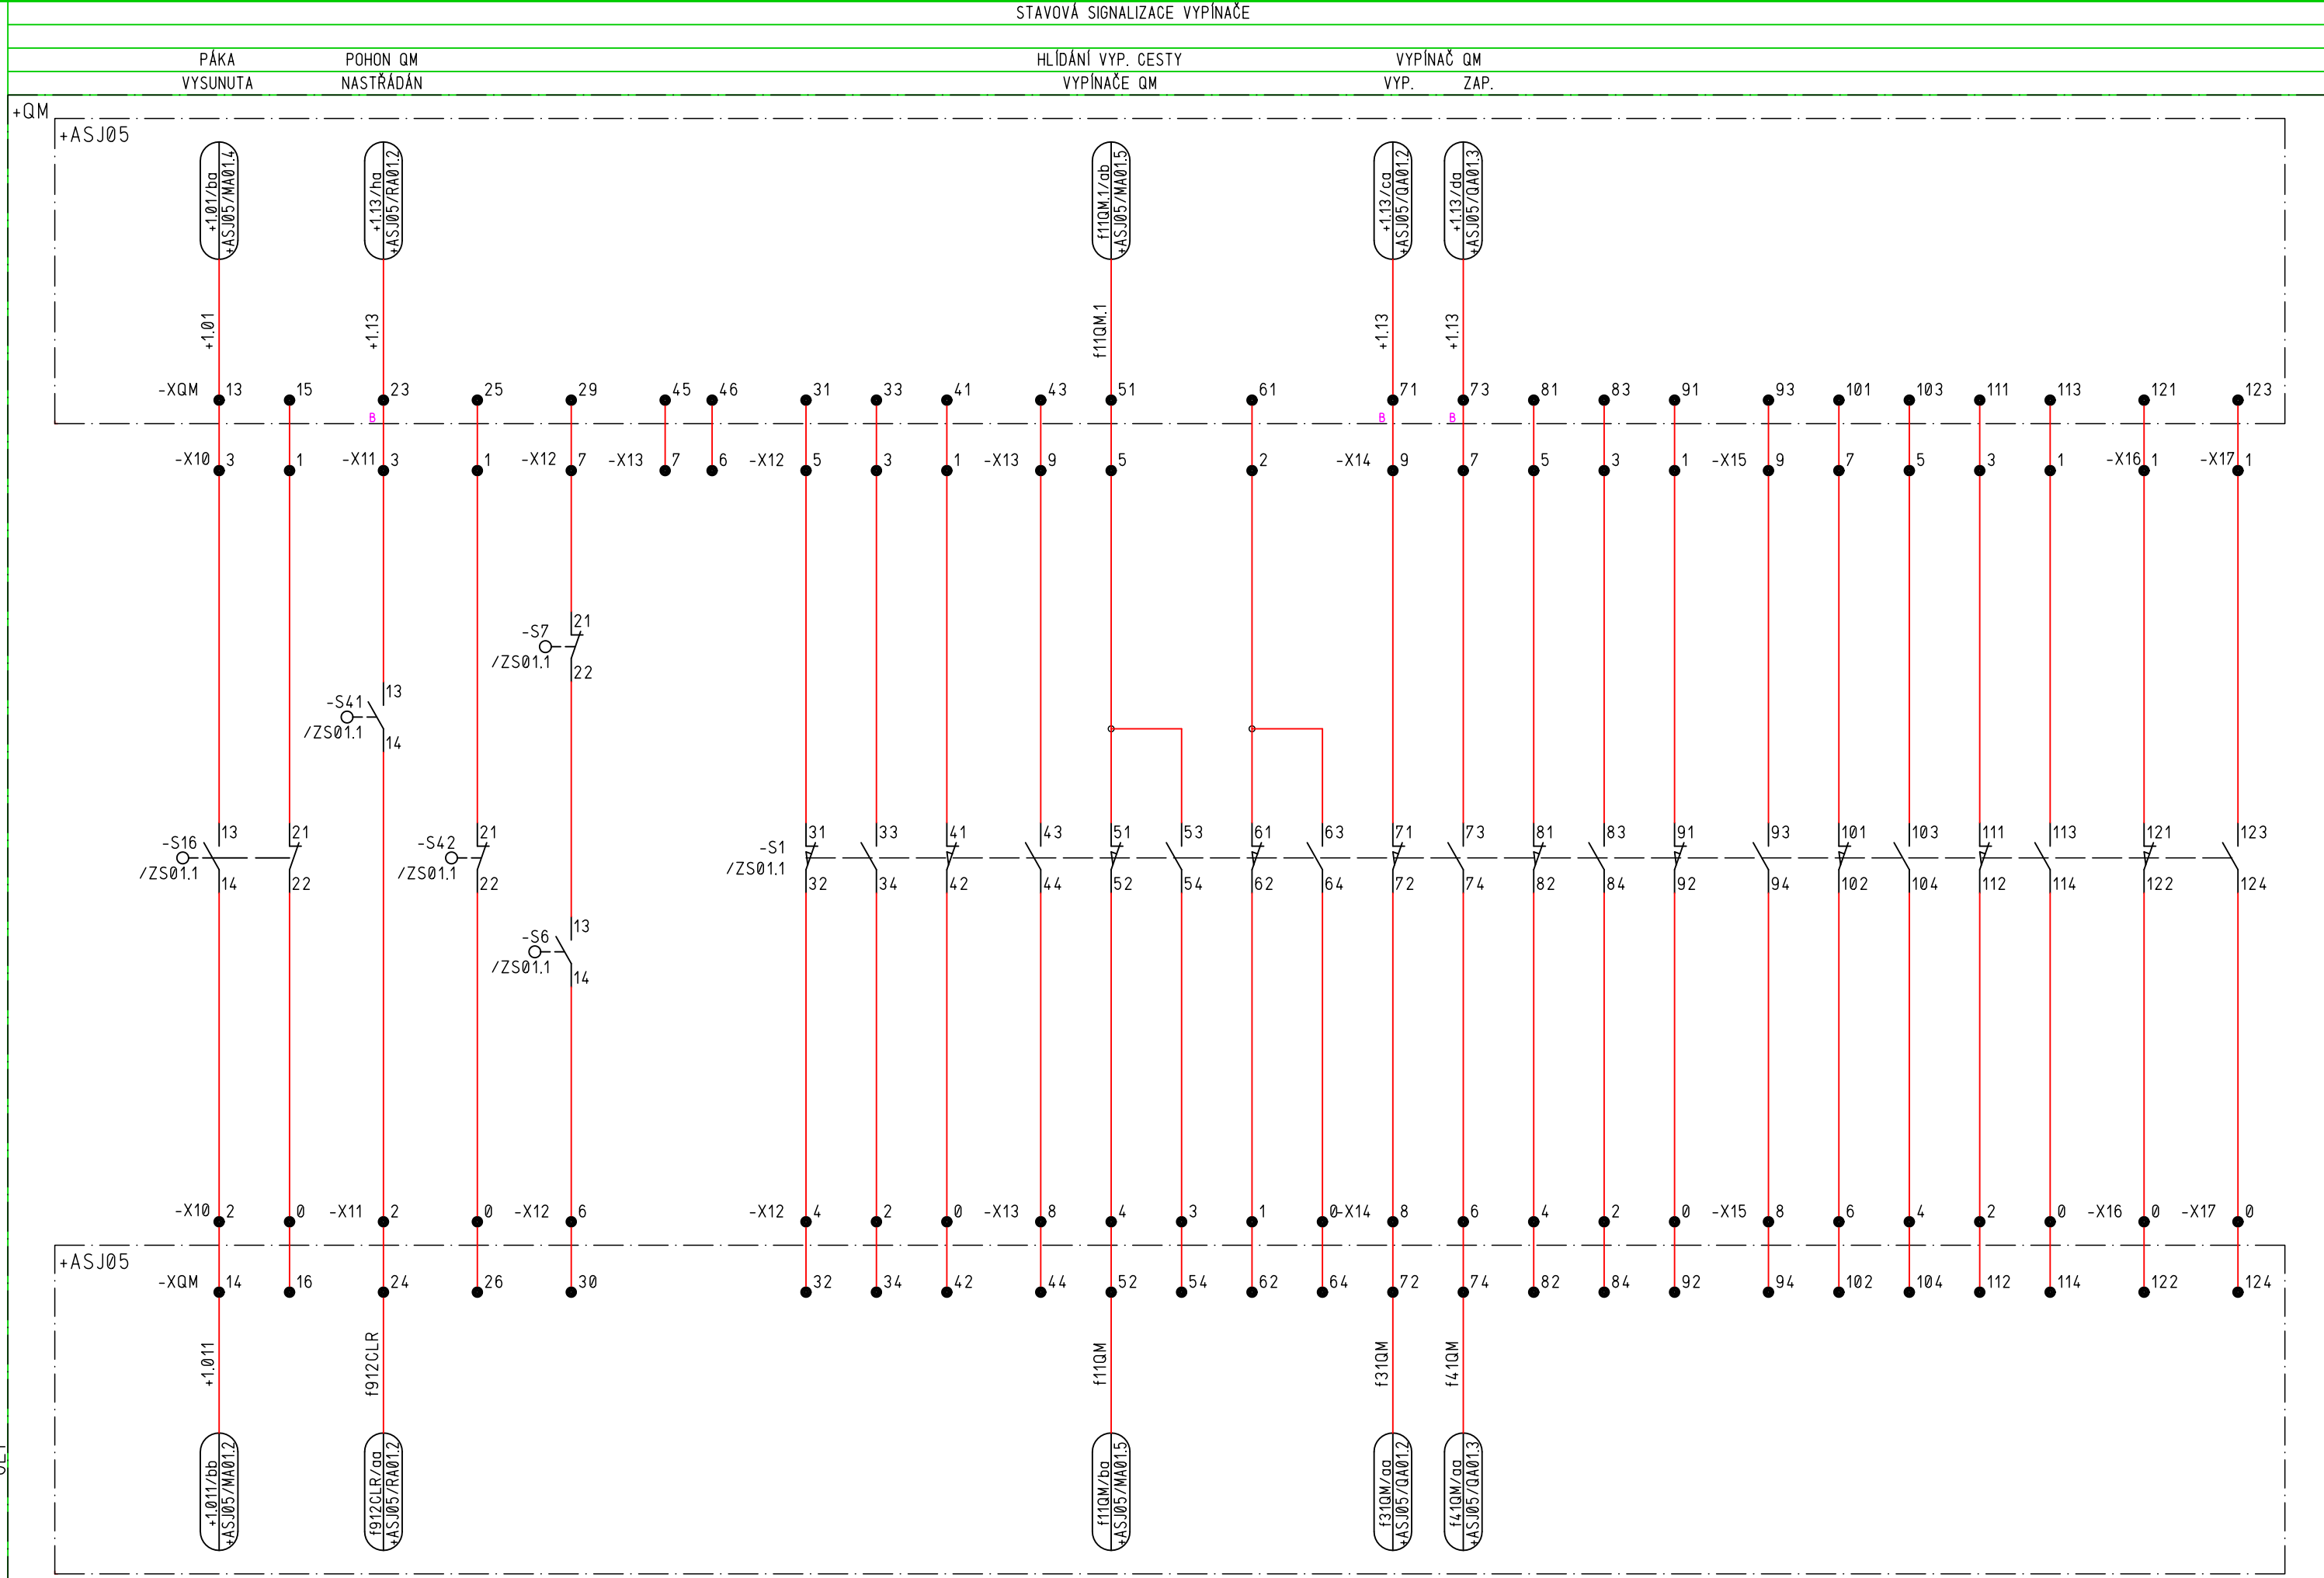 STAVOVÁ SIGNALIZACE VYPÍNAČE
PÁKA POHON QM HLÍDÁNÍ VYP. CESTY VYPÍNAČ QM
VYSUNUTA NASTŘÁDÁN VYPÍNAČE QM VYP. ZAP.
+QM
+ASJ05
+1.01/ba
+ASJ05/MA01.4
+1.13/ha
+ASJ05/RA01.2
f11QM.1/ab
+ASJ05/MA01.5
+1.13/ca
+ASJ05/QA01.2
+1.13/da
+ASJ05/QA01.3
+1.01 +1.13 f11QM.1 +1.13 +1.13
-XQM 13 15 23 25 29 45 46 31 33 41 43 51 61 71 73 81 83 91 93 101 103 111 113 121 123
B B B
-X10 3 1 -X11 3 1 -X12 7 -X13 7 6 -X12 5 3 1 -X13 9 5 2 -X14 9 7 5 3 1 -X15 9 7 5 3 1 -X16 1 -X17 1
21
-S7
/ZS01.1
22
13
-S41
/ZS01.1
14
13 21 21 31 33 41 43 51 53 61 63 71 73 81 83 91 93 101 103 111 113 121 123
-S16 -S42 -S1
/ZS01.1 /ZS01.1 /ZS01.1
14 22 22 32 34 42 44 52 54 62 64 72 74 82 84 92 94 102 104 112 114 122 124
13
-S6
/ZS01.1
14
-X10 2 0 -X11 2 0 -X12 6 -X12 4 2 0 -X13 8 4 3 1 0 -X14 8 6 4 2 0 -X15 8 6 4 2 0 -X16 0 -X17 0
+ASJ05
-XQM 14 16 24 26 30 32 34 42 44 52 54 62 64 72 74 82 84 92 94 102 104 112 114 122 124
+1.011 f912CLR f11QM f31QM f41QM
+1.011/bb
+ASJ05/MA01.2
f912CLR/aa
+ASJ05/RA01.2
f11QM/ba
+ASJ05/MA01.5
f31QM/aa
+ASJ05/QA01.2
f41QM/aa
+ASJ05/QA01.3